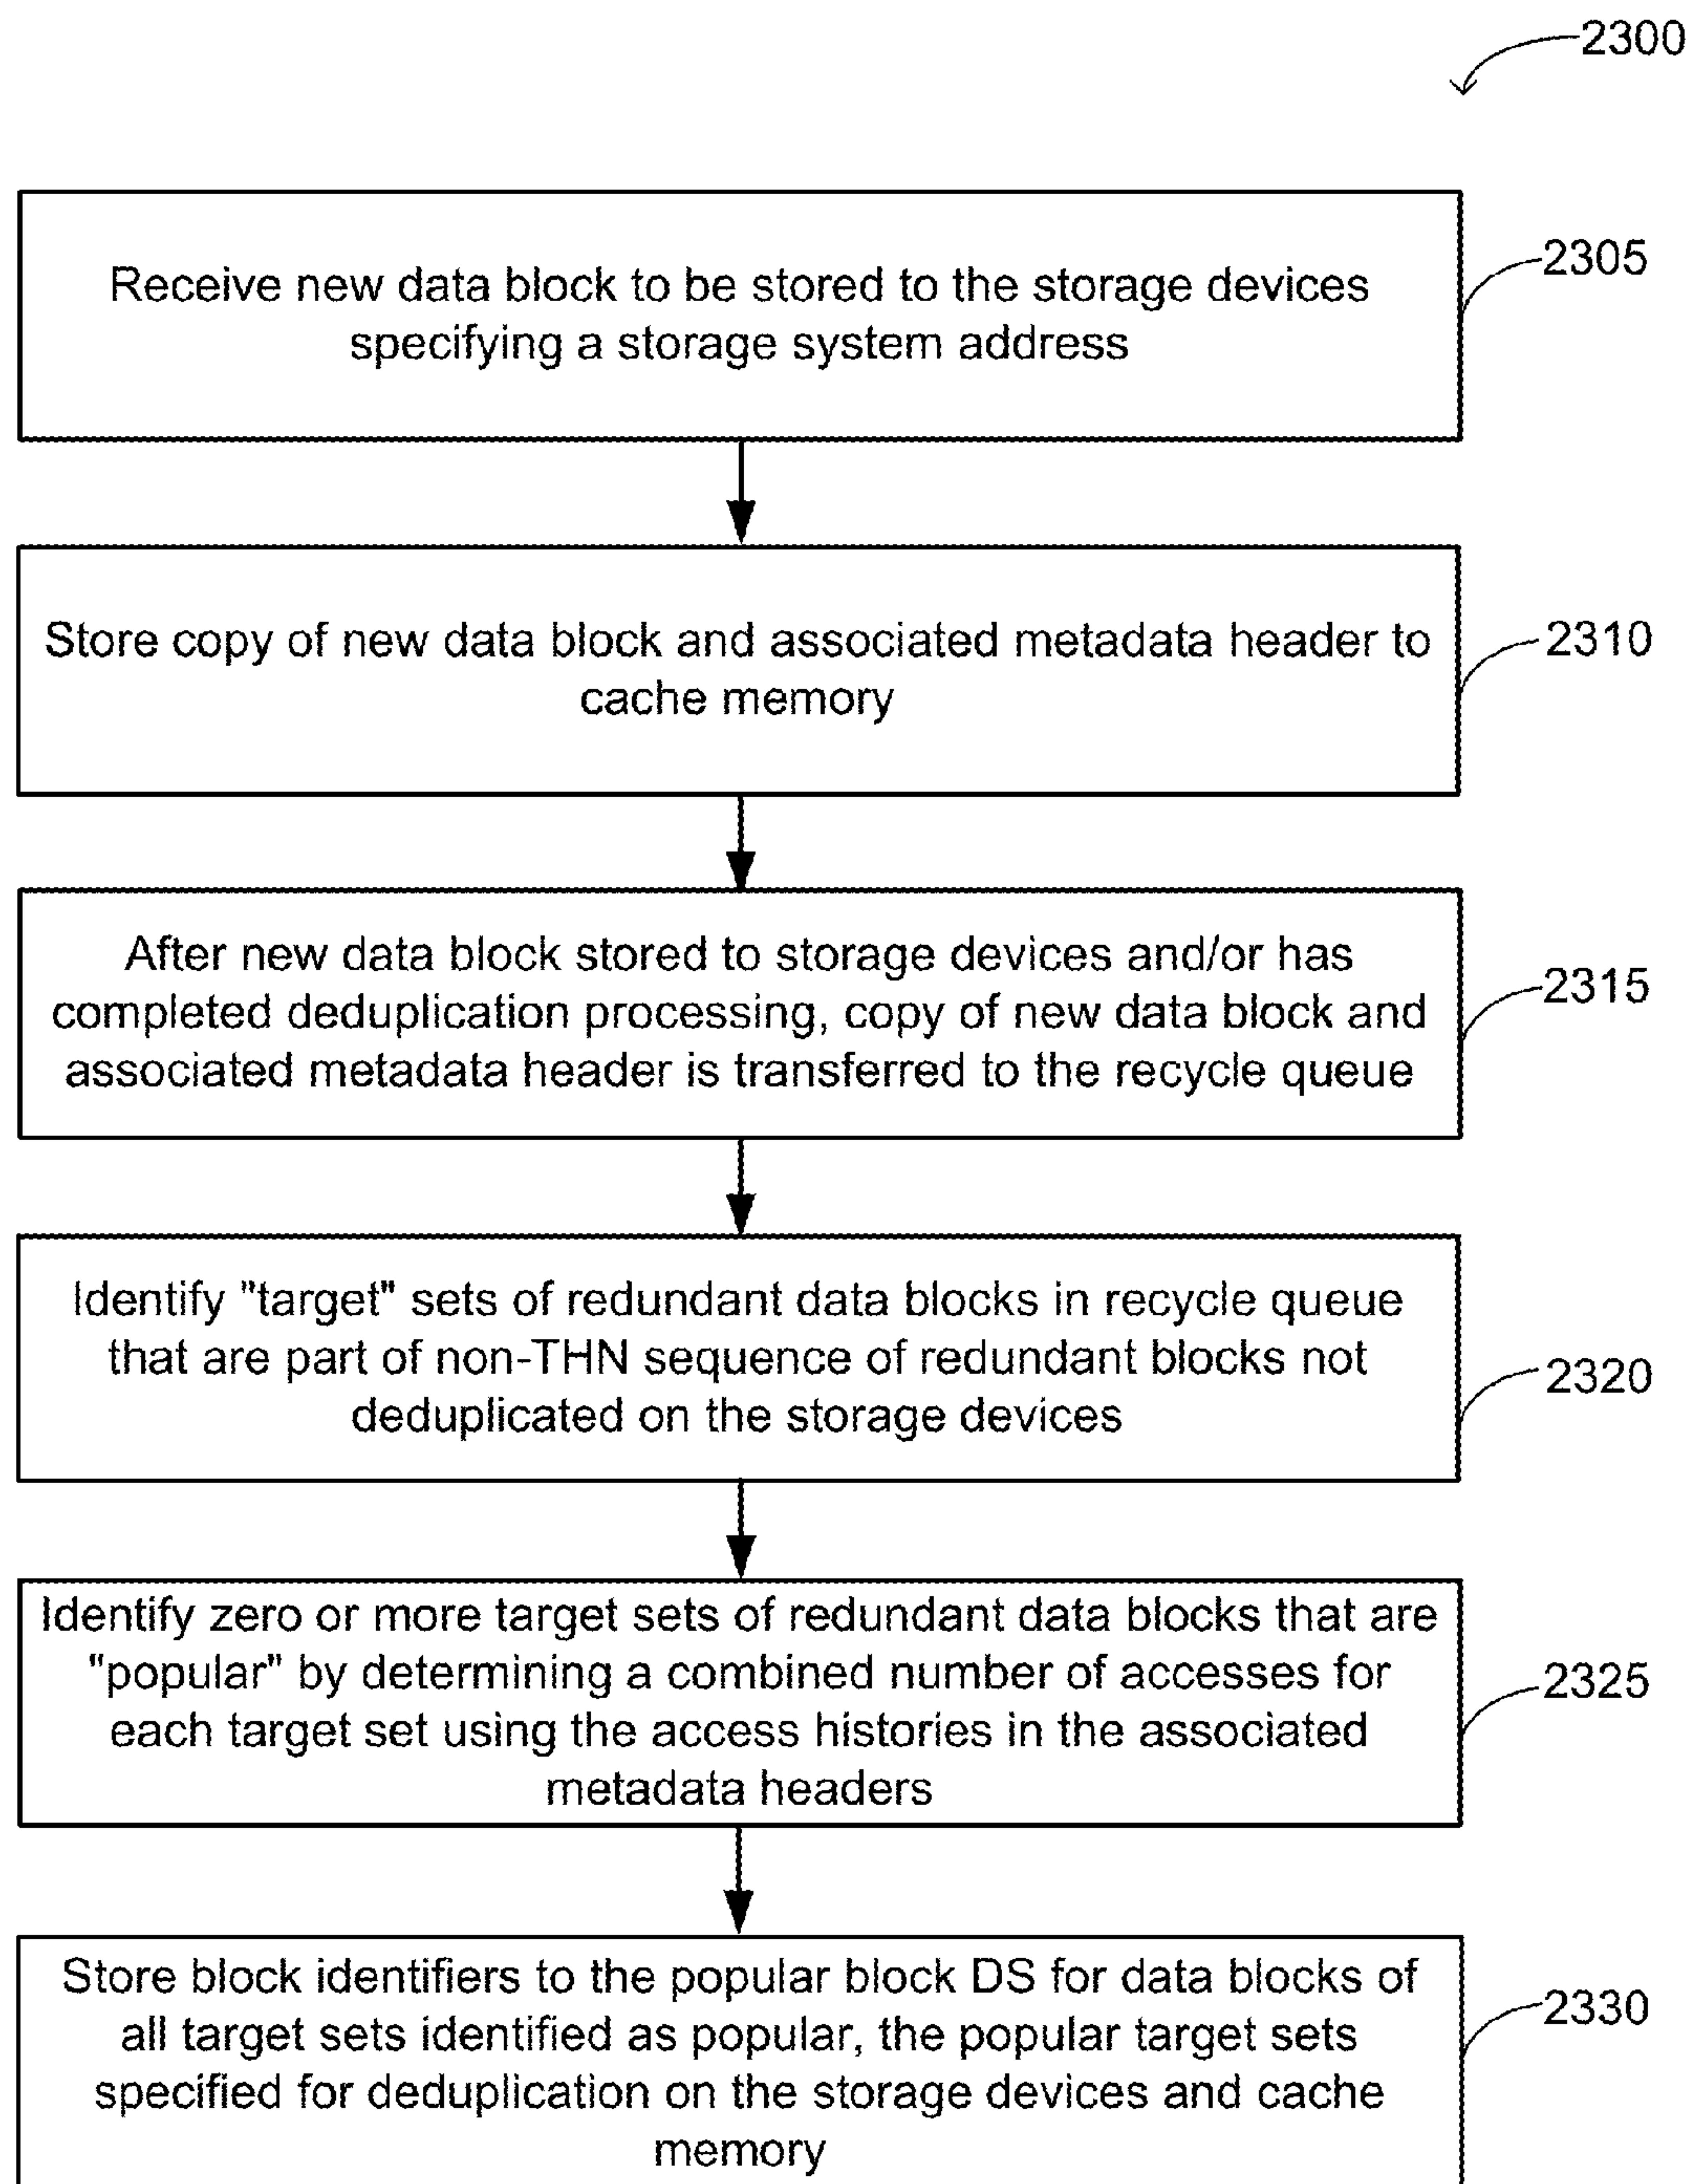 2300
Receive new data block to be stored to the storage devices
specifying a storage system address
2305
Store copy of new data block and associated metadata header to
cache memory
2310
After new data block stored to storage devices and/or has
completed deduplication processing, copy of new data block and
associated metadata header is transferred to the recycle queue
2315
Identify "target" sets of redundant data blocks in recycle queue
that are part of non-THN sequence of redundant blocks not
deduplicated on the storage devices
2320
Identify zero or more target sets of redundant data blocks that are
"popular" by determining a combined number of accesses for
each target set using the access histories in the associated
metadata headers
2325
Store block identifiers to the popular block DS for data blocks of
all target sets identified as popular, the popular target sets
specified for deduplication on the storage devices and cache
memory
2330